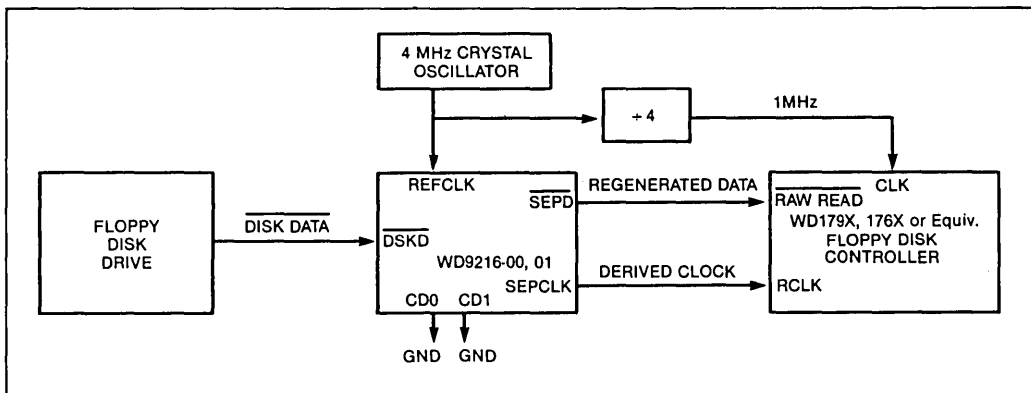 4 MHz CRYSTAL
OSCILLATOR
÷ 4
1MHz
FLOPPY
DISK
DRIVE
DISK DATA
REFCLK
SEPD
DSKD
WD9216-00, 01
SEPCLK
CD0 CD1
GND GND
REGENERATED DATA
DERIVED CLOCK
CLK
RAW READ
WD179X, 176X or Equiv.
FLOPPY DISK
CONTROLLER
RCLK